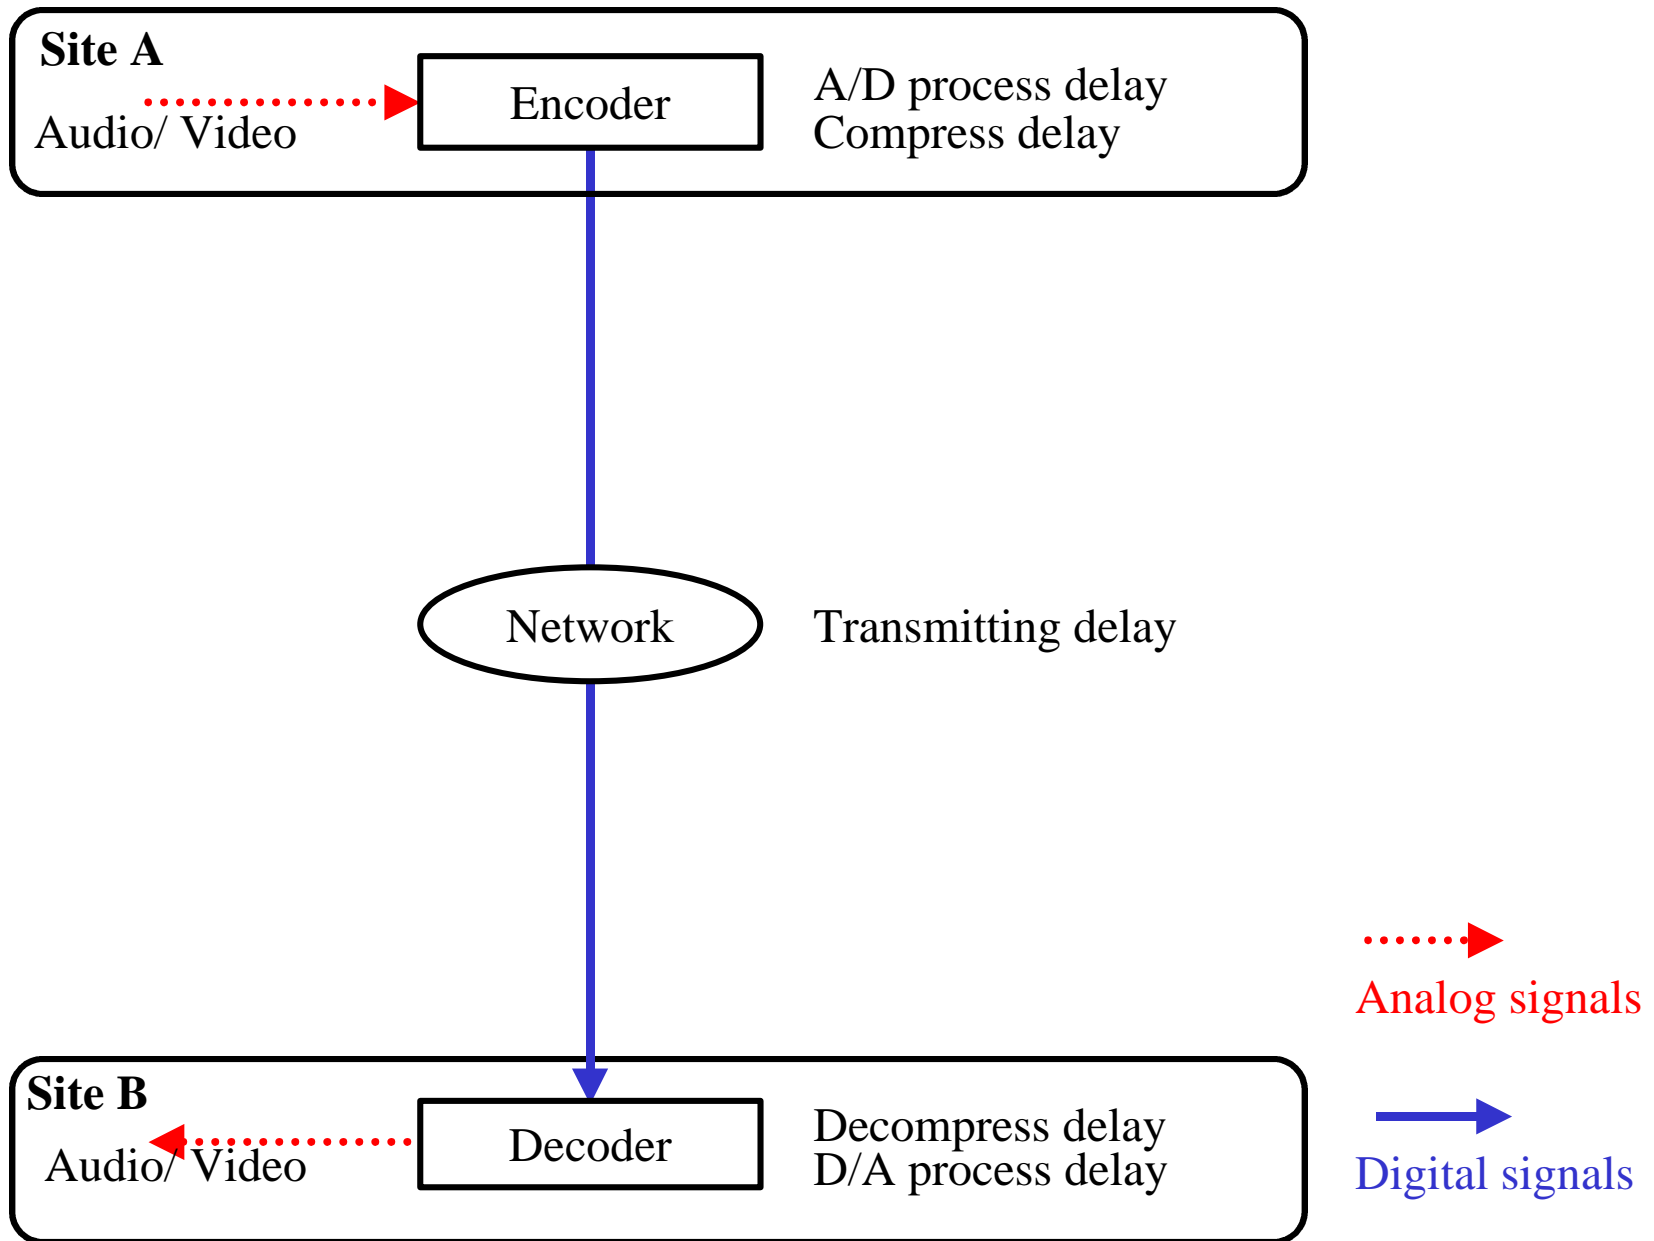 Site A
Audio/ Video
Encoder
A/D process delay
Compress delay
Network
Transmitting delay
Analog signals
Site B
Audio/ Video
Decoder
Decompress delay
D/A process delay
Digital signals